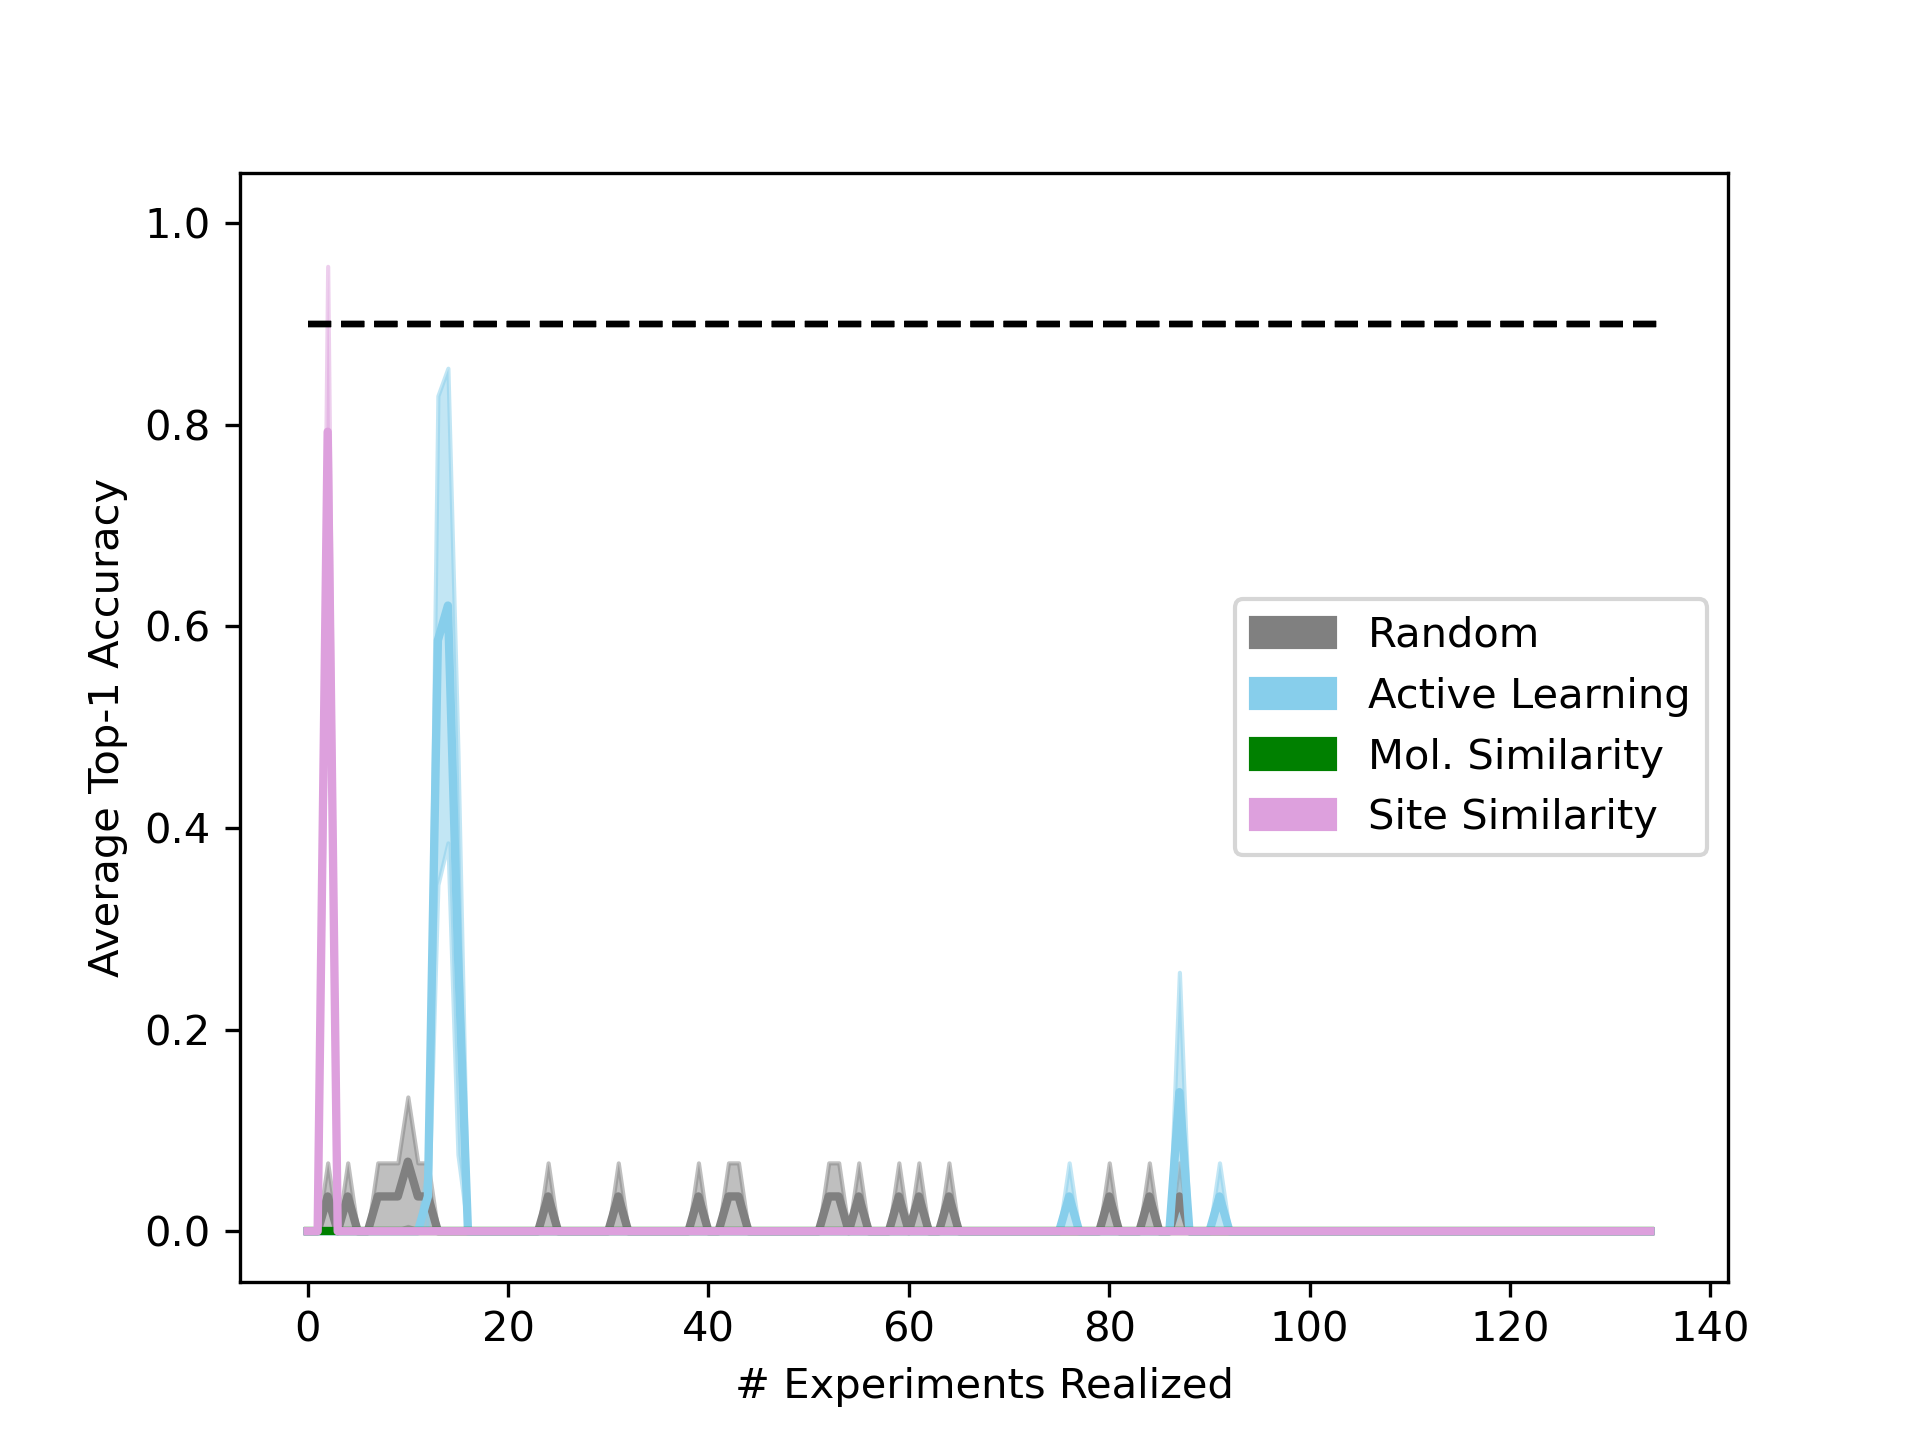 1.0
0.8
0.6
0.4
0.2
0.0
Average Top-1 Accuracy
Random
Active Learning
Mol. Similarity
Site Similarity
0 20 40 60 80 100 120 140
# Experiments Realized